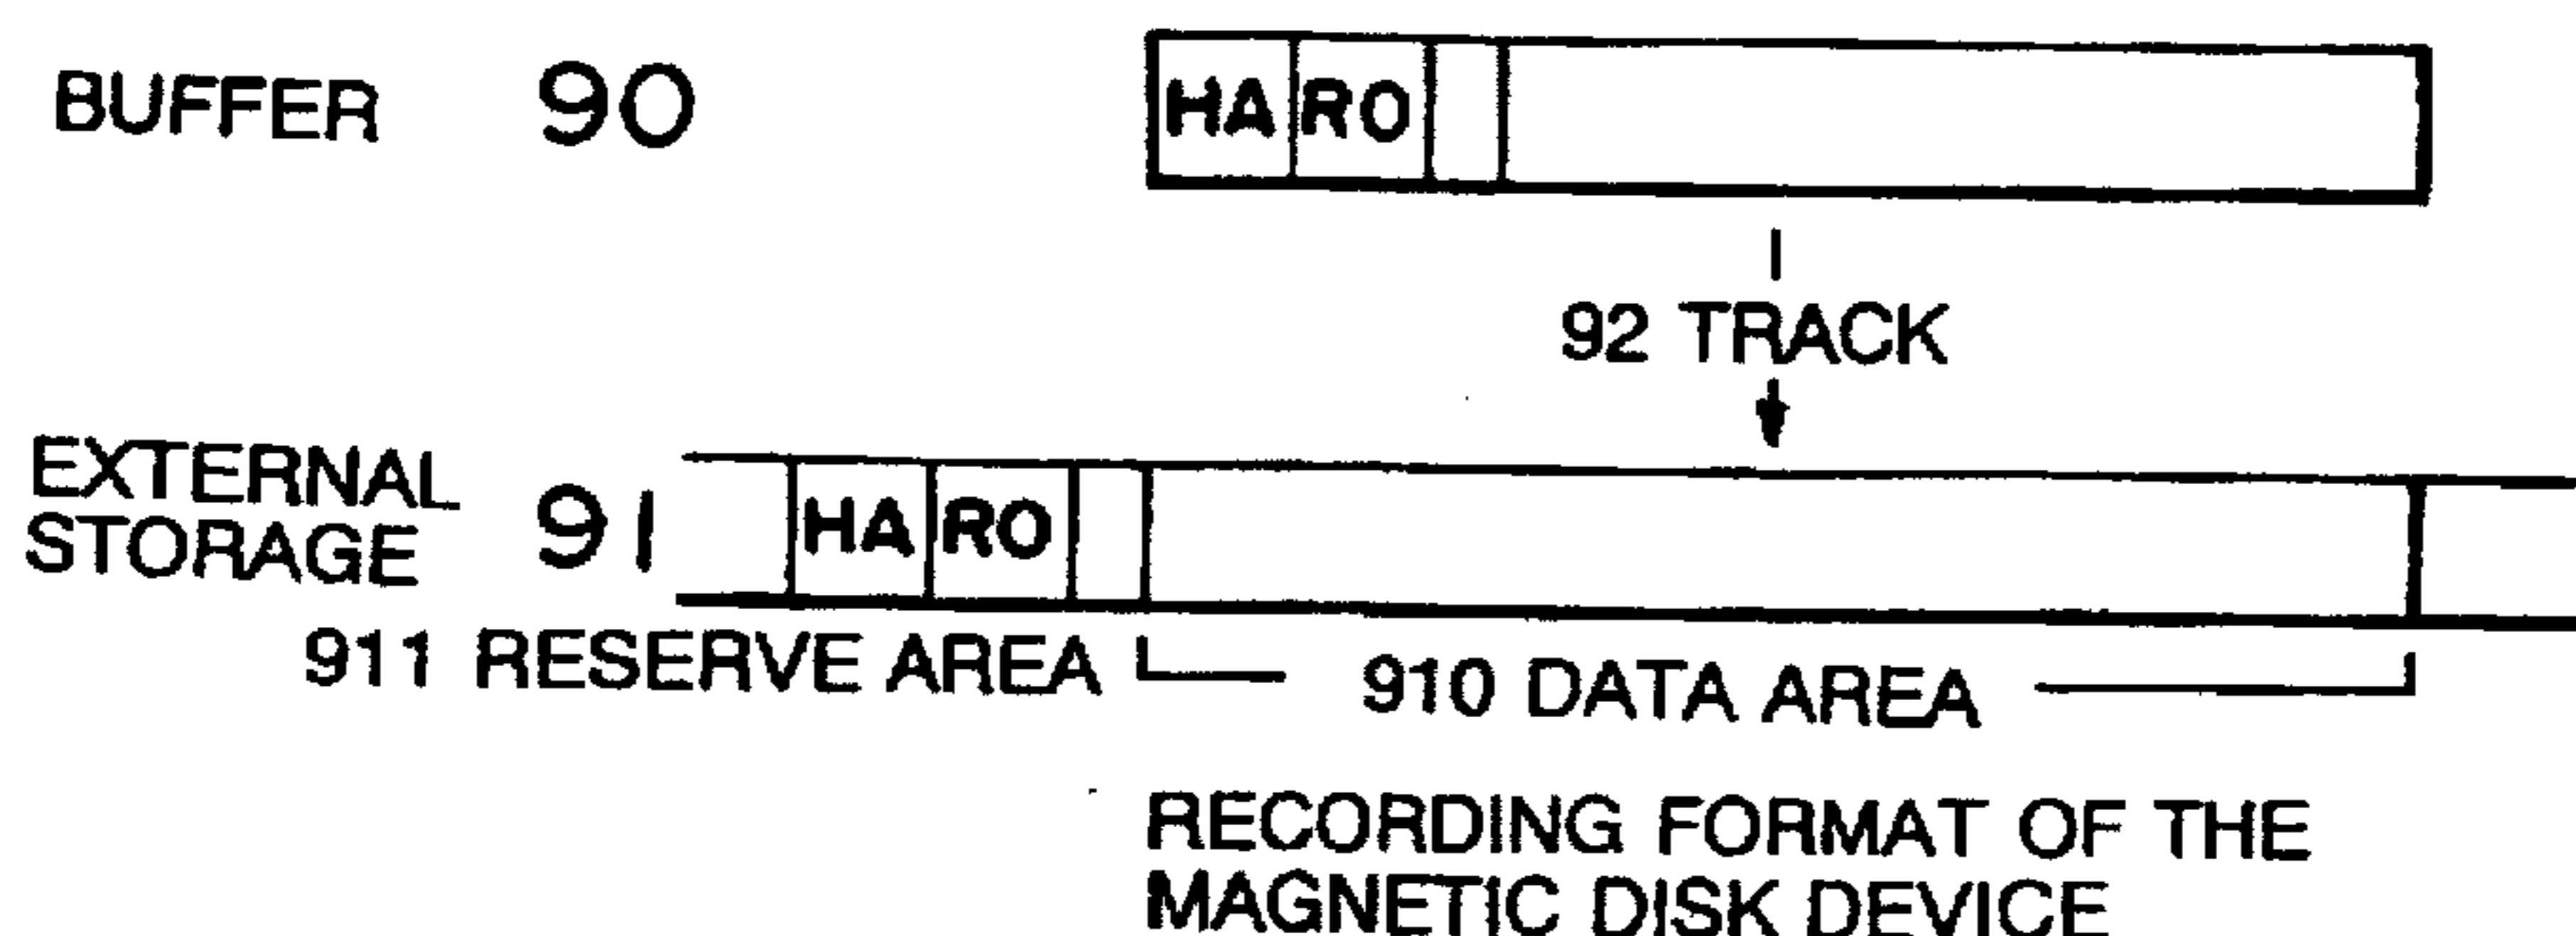 BUFFER 90 HA RO
92 TRACK
EXTERNAL
STORAGE 91 HA RO
911 RESERVE AREA 910 DATA AREA
RECORDING FORMAT OF THE
MAGNETIC DISK DEVICE